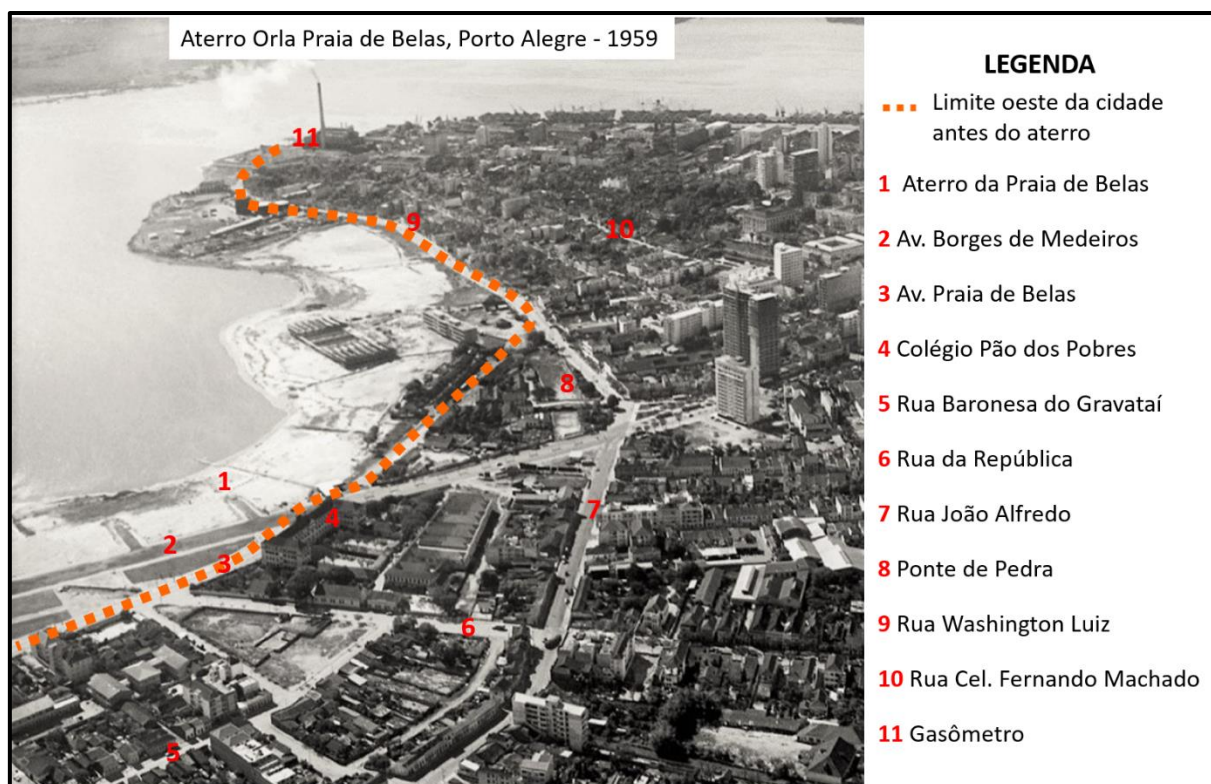 Aterro Orla Praia de Belas, Porto Alegre - 1959
LEGENDA
Limite oeste da cidade
antes do aterro
1 Aterro da Praia de Belas
2 Av. Borges de Medeiros
3 Av. Praia de Belas
4 Colégio Pão dos Pobres
5 Rua Baronesa do Gravataí
6 Rua da República
7 Rua João Alfredo
8 Ponte de Pedra
9 Rua Washington Luiz
10 Rua Cel. Fernando Machado
11 Gasômetro
11
9
10
8
1
7
4
2
3
6
5